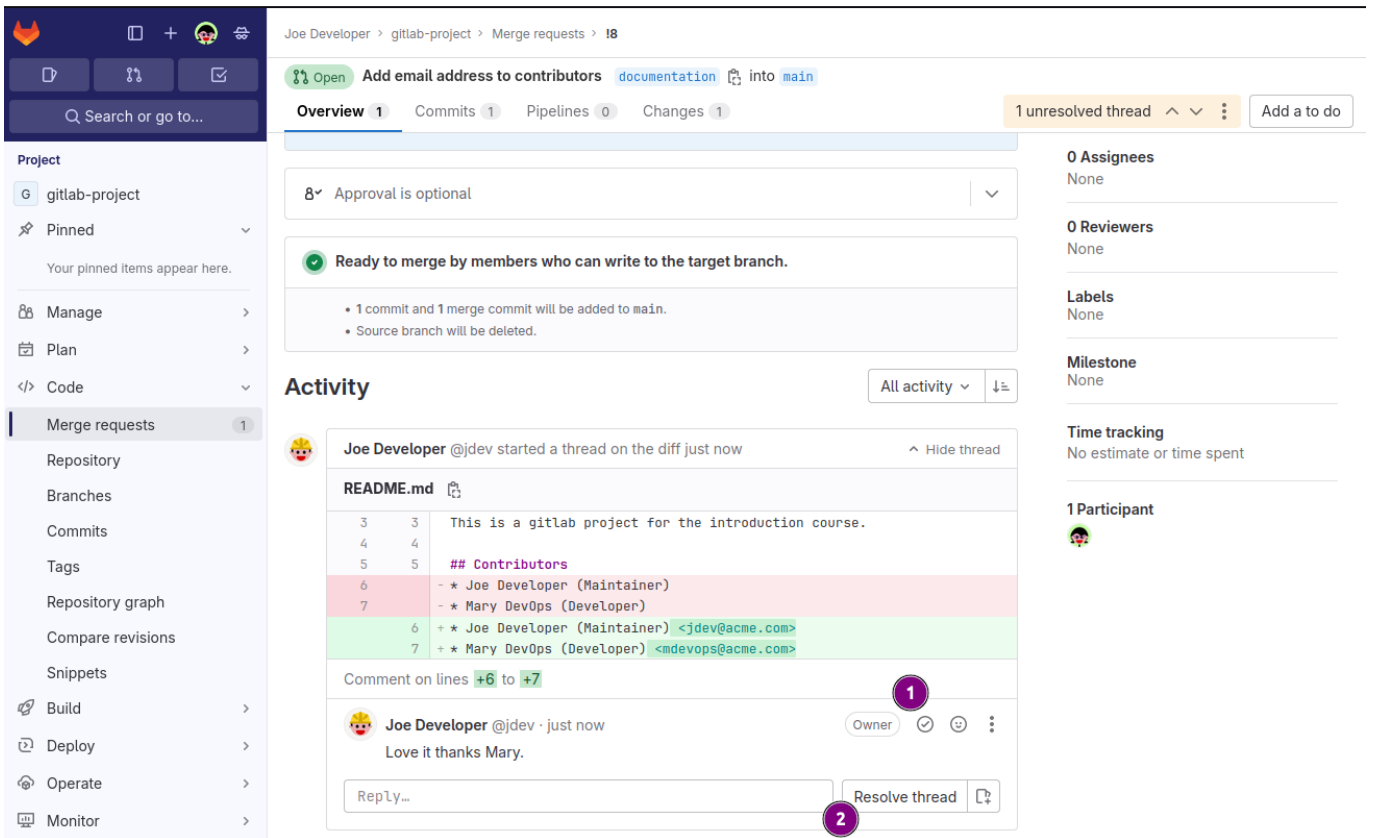 Joe Developer > gitlab-project > Merge requests > !8
Open Add email address to contributors documentation into main
Overview 1 Commits 1 Pipelines 0 Changes 1
1 unresolved thread
Add a to do
Search or go to...
Project
G gitlab-project
Pinned
Your pinned items appear here.
Manage
Plan
Code
Merge requests 1
Repository
Branches
Commits
Tags
Repository graph
Compare revisions
Snippets
Build
Deploy
Operate
Monitor
Approval is optional
Ready to merge by members who can write to the target branch.
• 1 commit and 1 merge commit will be added to main.
• Source branch will be deleted.
Activity
All activity
Joe Developer @jdev started a thread on the diff just now
Hide thread
README.md
3 3 This is a gitlab project for the introduction course.
4 4
5 5 ## Contributors
6 - * Joe Developer (Maintainer)
7 - * Mary DevOps (Developer)
6 + * Joe Developer (Maintainer) <jdev@acme.com>
7 + * Mary DevOps (Developer) <mdevops@acme.com>
Comment on lines +6 to +7
1
Joe Developer @jdev · just now
Owner
Love it thanks Mary.
Reply…
Resolve thread
2
0 Assignees
None
0 Reviewers
None
Labels
None
Milestone
None
Time tracking
No estimate or time spent
1 Participant